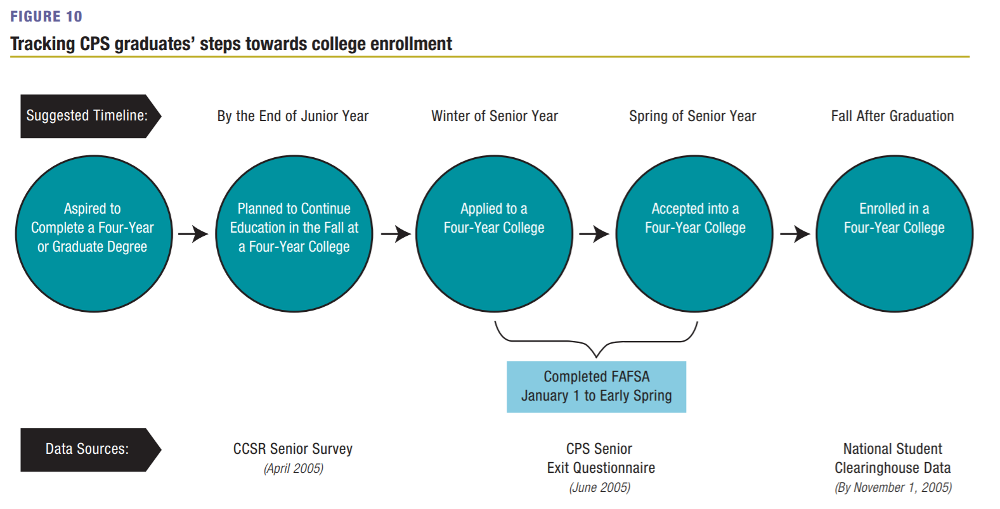 FIGURE 10
Tracking CPS graduates’ steps towards college enrollment
Suggested Timeline:
By the End of Junior Year
Winter of Senior Year
Spring of Senior Year
Fall After Graduation
Aspired to
Complete a Four-Year
or Graduate Degree
Planned to Continue
Education in the Fall at
a Four-Year College
Applied to a
Four-Year College
Accepted into a
Four-Year College
Enrolled in a
Four-Year College
Completed FAFSA
January 1 to Early Spring
Data Sources:
CCSR Senior Survey
(April 2005)
CPS Senior
Exit Questionnaire
(June 2005)
National Student
Clearinghouse Data
(By November 1, 2005)